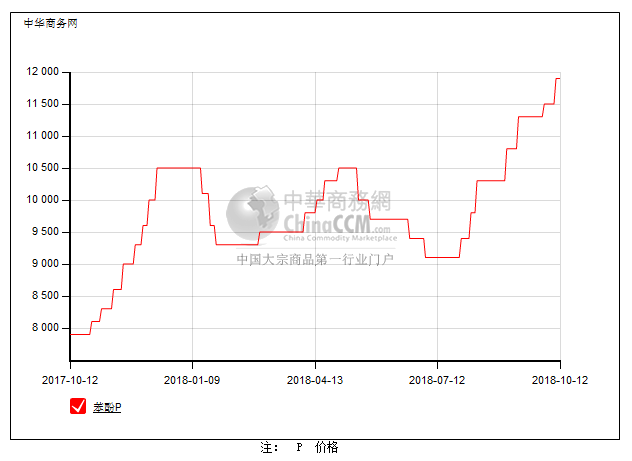 中华商务网
12 000
11 500
11 000
10 500
10 000
9 500
9 000
8 500
8 000
中華商務網
ChinaCCM.com
China Commodity Marketplace
中国大宗商品第一行业门户
2017-10-12 2018-01-09 2018-04-13 2018-07-12 2018-10-12
苯酚P
注： P 价格